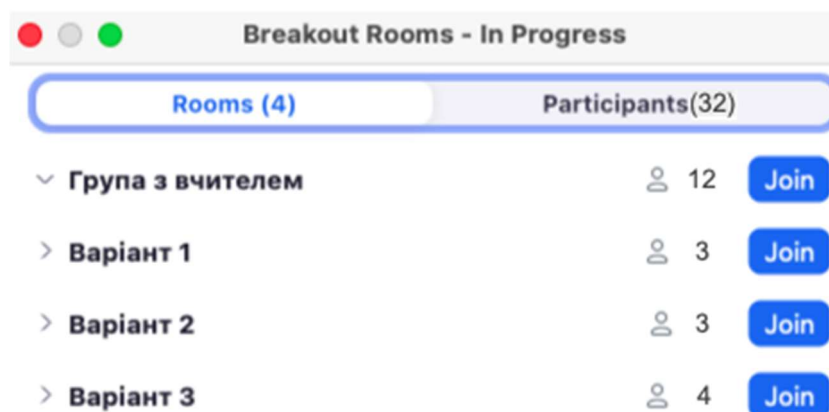 Breakout Rooms - In Progress
Rooms (4) Participants(32)
Група з вчителем 12 Join
Варіант 1 3 Join
Варіант 2 3 Join
Варіант 3 4 Join